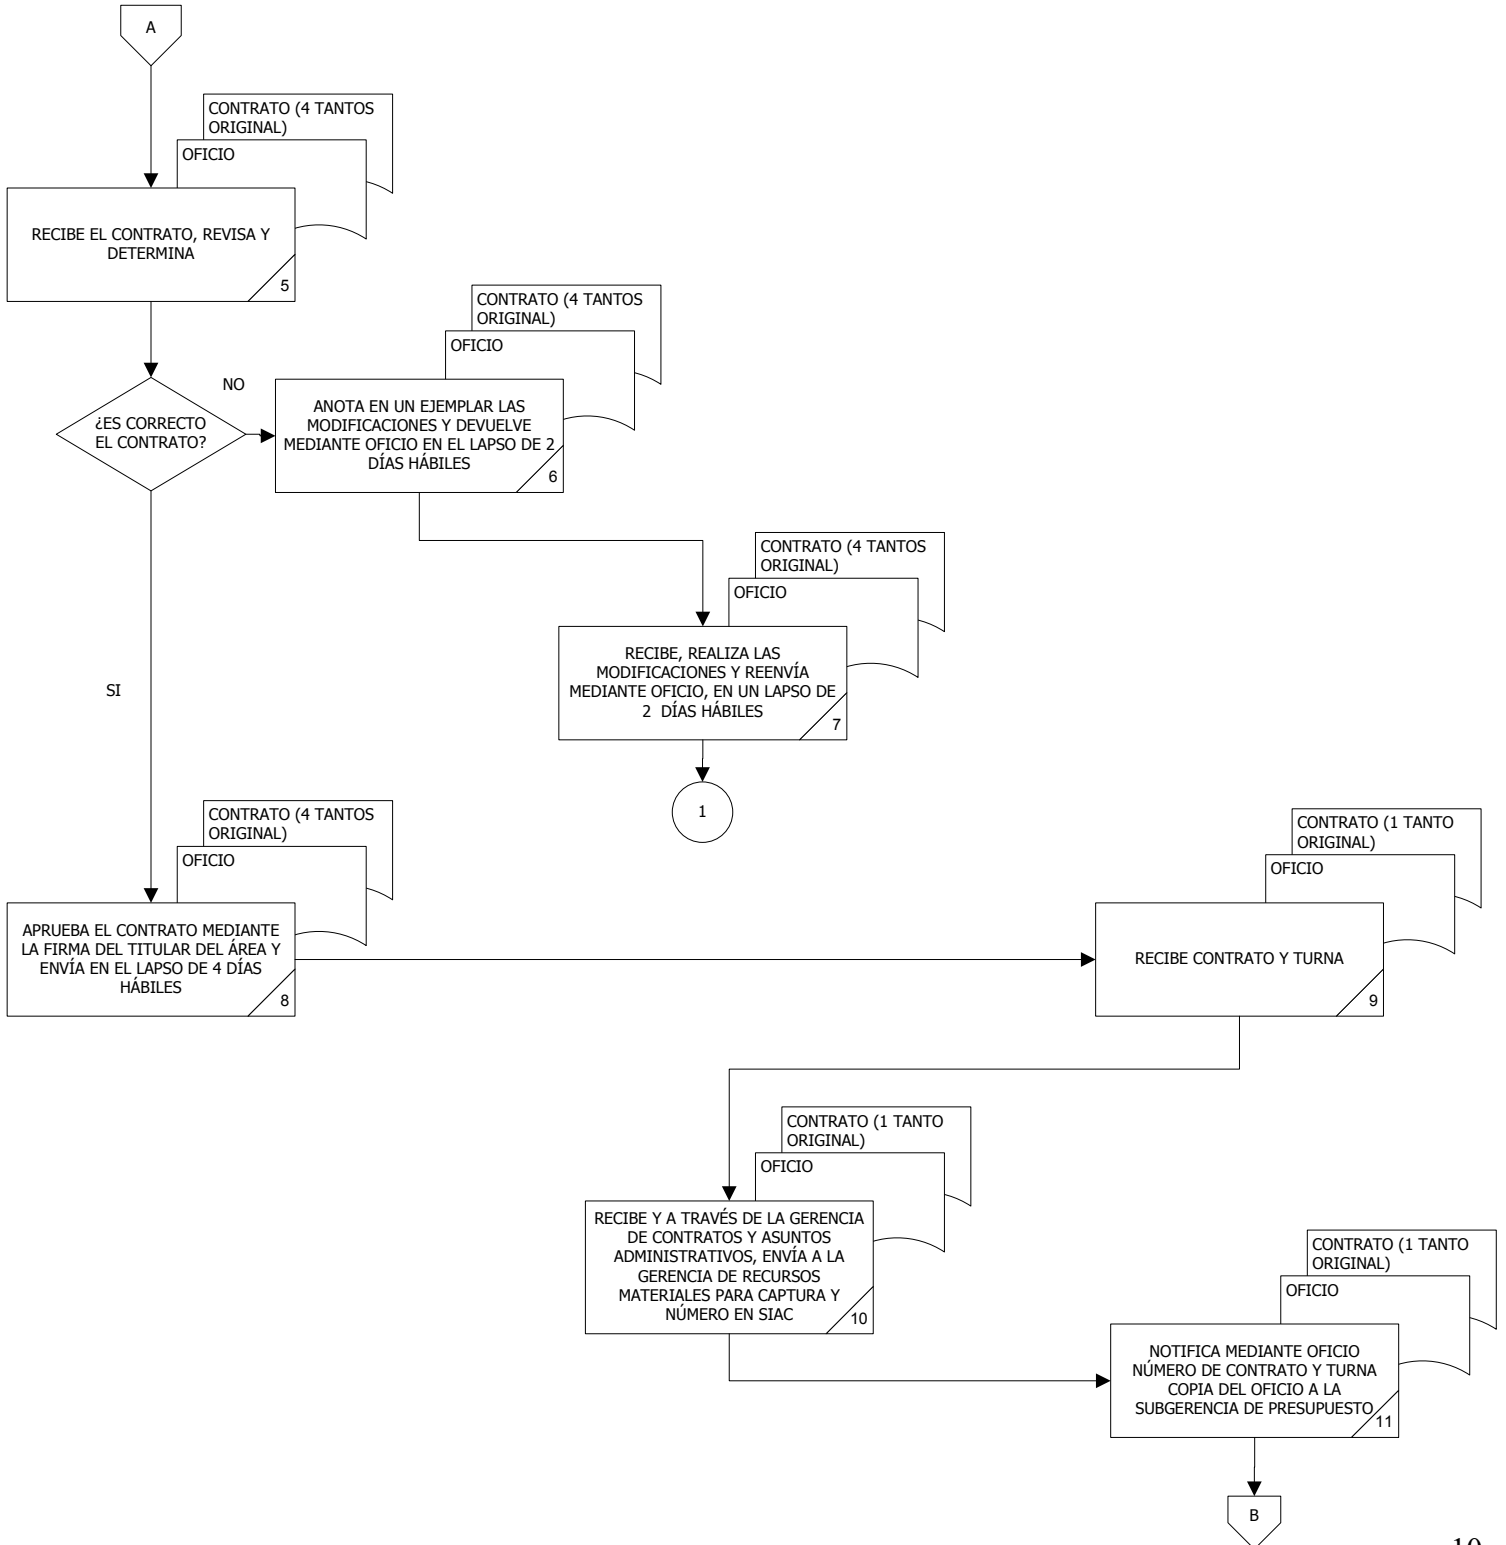 A
CONTRATO (4 TANTOS
ORIGINAL)
OFICIO
RECIBE EL CONTRATO, REVISA Y
DETERMINA
5
¿ES CORRECTO
EL CONTRATO?
NO
CONTRATO (4 TANTOS
ORIGINAL)
OFICIO
ANOTA EN UN EJEMPLAR LAS
MODIFICACIONES Y DEVUELVE
MEDIANTE OFICIO EN EL LAPSO DE 2
DÍAS HÁBILES
6
CONTRATO (4 TANTOS
ORIGINAL)
OFICIO
RECIBE, REALIZA LAS
MODIFICACIONES Y REENVÍA
MEDIANTE OFICIO, EN UN LAPSO DE
2 DÍAS HÁBILES
7
SI
1
CONTRATO (4 TANTOS
ORIGINAL)
OFICIO
APRUEBA EL CONTRATO MEDIANTE
LA FIRMA DEL TITULAR DEL ÁREA Y
ENVÍA EN EL LAPSO DE 4 DÍAS
HÁBILES
8
CONTRATO (1 TANTO
ORIGINAL)
OFICIO
RECIBE CONTRATO Y TURNA
9
CONTRATO (1 TANTO
ORIGINAL)
OFICIO
RECIBE Y A TRAVÉS DE LA GERENCIA
DE CONTRATOS Y ASUNTOS
ADMINISTRATIVOS, ENVÍA A LA
GERENCIA DE RECURSOS
MATERIALES PARA CAPTURA Y
NÚMERO EN SIAC
10
CONTRATO (1 TANTO
ORIGINAL)
OFICIO
NOTIFICA MEDIANTE OFICIO
NÚMERO DE CONTRATO Y TURNA
COPIA DEL OFICIO A LA
SUBGERENCIA DE PRESUPUESTO
11
B
10